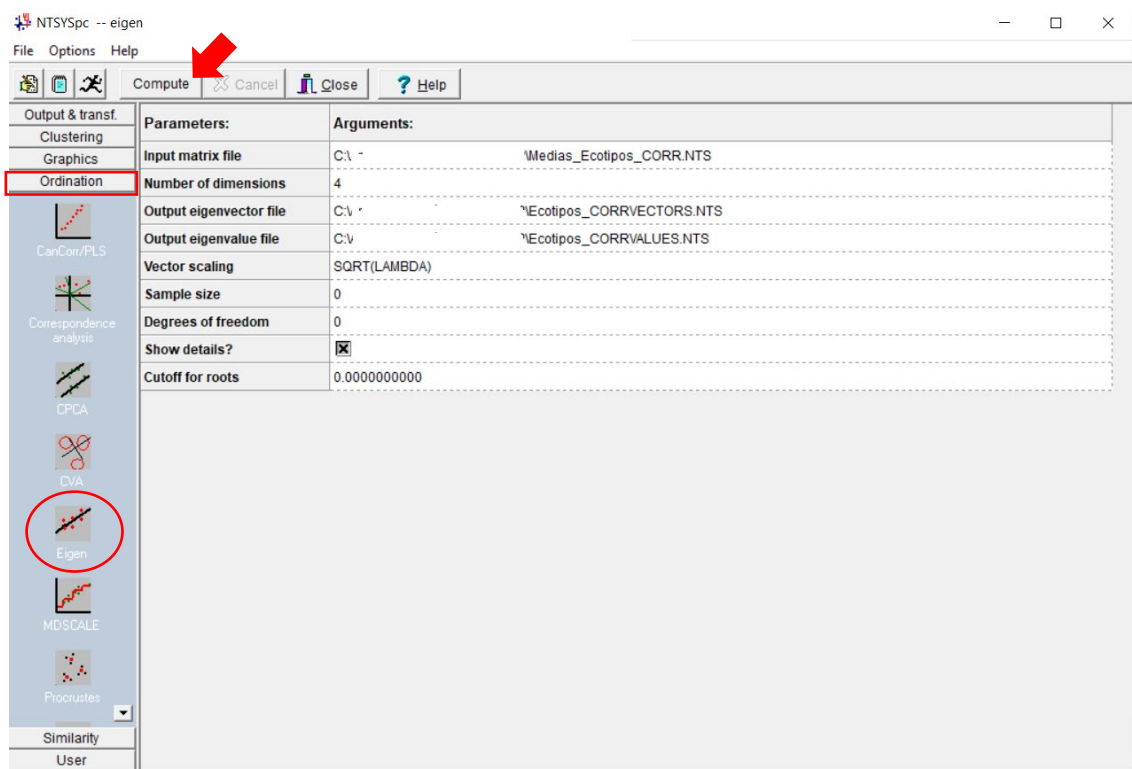 NTSYSpc -- eigen
File Options Help
Compute Cancel Close ? Help
Output & transf.
Clustering
Graphics
Ordination
CanCorr/PLS
Correspondence
analysis
CPCA
CVA
Eigen
MDSCALE
Procrustes
Similarity
User
Parameters: Arguments:
Input matrix file C:\ \Medias_Ecotipos_CORR.NTS
Number of dimensions 4
Output eigenvector file C:\ \Ecotipos_CORRVECTORS.NTS
Output eigenvalue file C:\ \Ecotipos_CORRVALUES.NTS
Vector scaling SQRT(LAMBDA)
Sample size 0
Degrees of freedom 0
Show details?
Cutoff for roots 0.0000000000